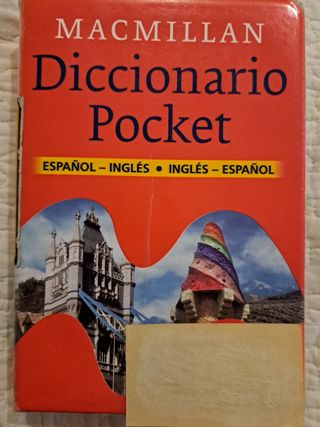 MACMILLAN
Diccionario
Pocket
ESPAÑOL – INGLÉS • INGLÉS – ESPAÑOL